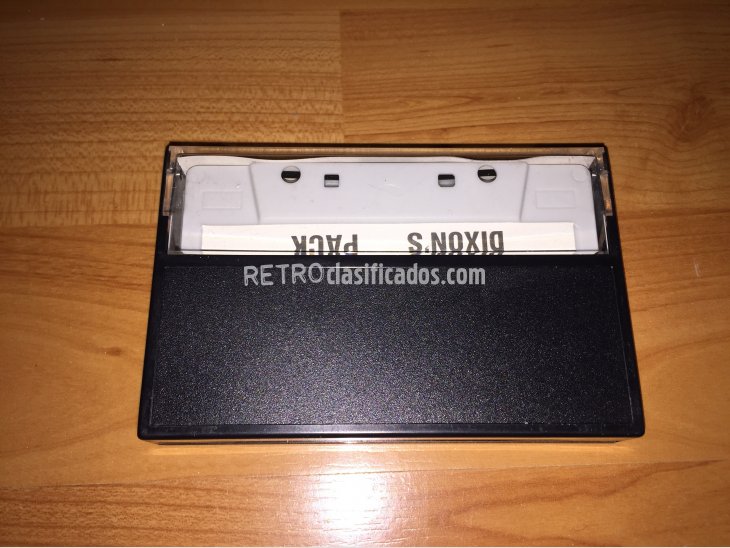 DIXON'S PACK
RETROclasificados.com